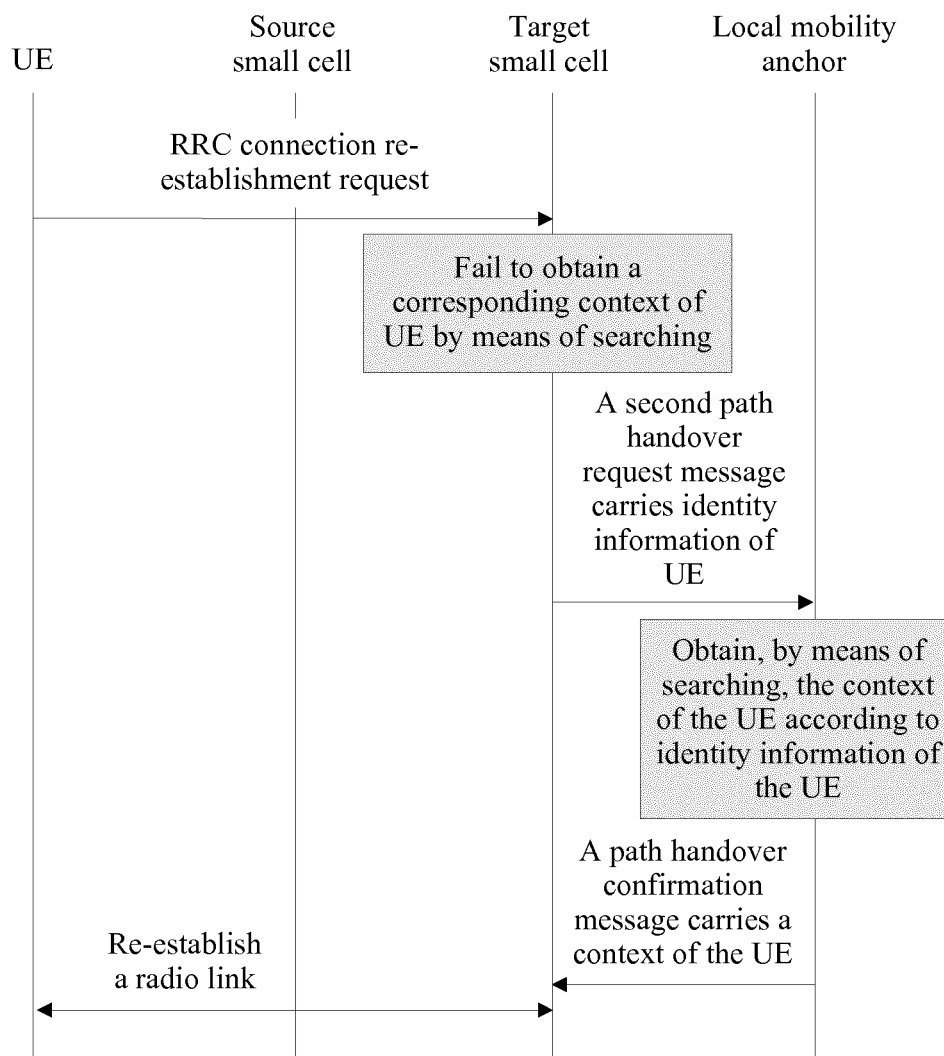 UE
Source
small cell
Target
small cell
Local mobility
anchor
RRC connection re-
establishment request
Fail to obtain a
corresponding context of
UE by means of searching
A second path
handover
request message
carries identity
information of
UE
Obtain, by means of
searching, the context
of the UE according to
identity information of
the UE
A path handover
confirmation
message carries a
context of the UE
Re-establish
a radio link